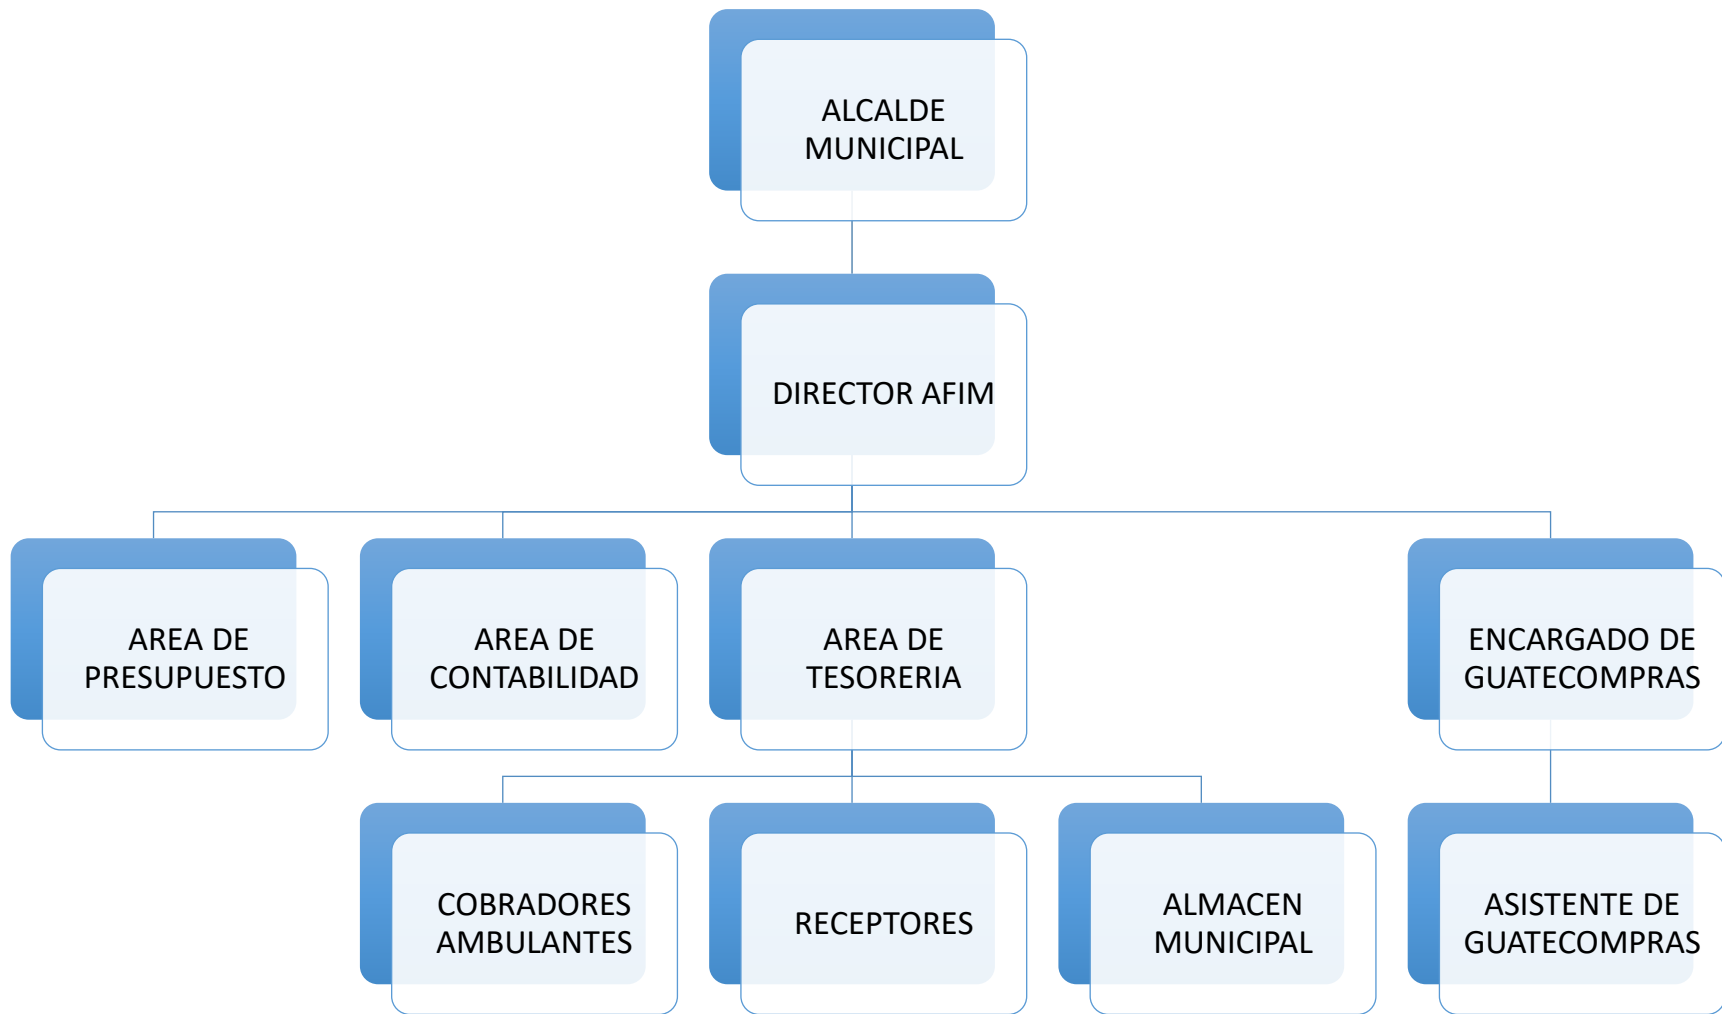 ALCALDE
MUNICIPAL
DIRECTOR AFIM
AREA DE
PRESUPUESTO
AREA DE
CONTABILIDAD
AREA DE
TESORERIA
ENCARGADO DE
GUATECOMPRAS
COBRADORES
AMBULANTES
RECEPTORES
ALMACEN
MUNICIPAL
ASISTENTE DE
GUATECOMPRAS